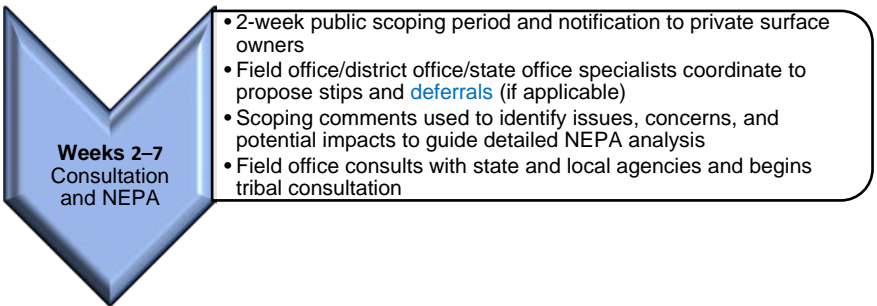 Weeks 2–7
Consultation
and NEPA
• 2-week public scoping period and notification to private surface
owners
• Field office/district office/state office specialists coordinate to
propose stips and deferrals (if applicable)
• Scoping comments used to identify issues, concerns, and
potential impacts to guide detailed NEPA analysis
• Field office consults with state and local agencies and begins
tribal consultation